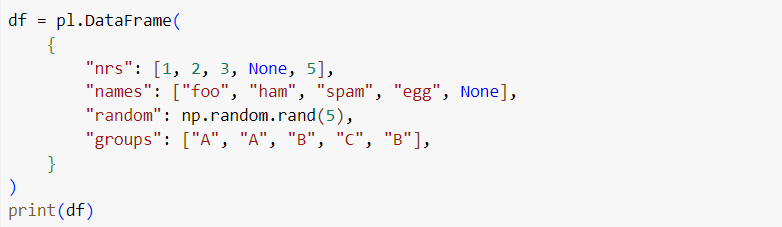 df = pl.DataFrame(
    {
        "nrs": [1, 2, 3, None, 5],
        "names": ["foo", "ham", "spam", "egg", None],
        "random": np.random.rand(5),
        "groups": ["A", "A", "B", "C", "B"],
    }
)
print(df)